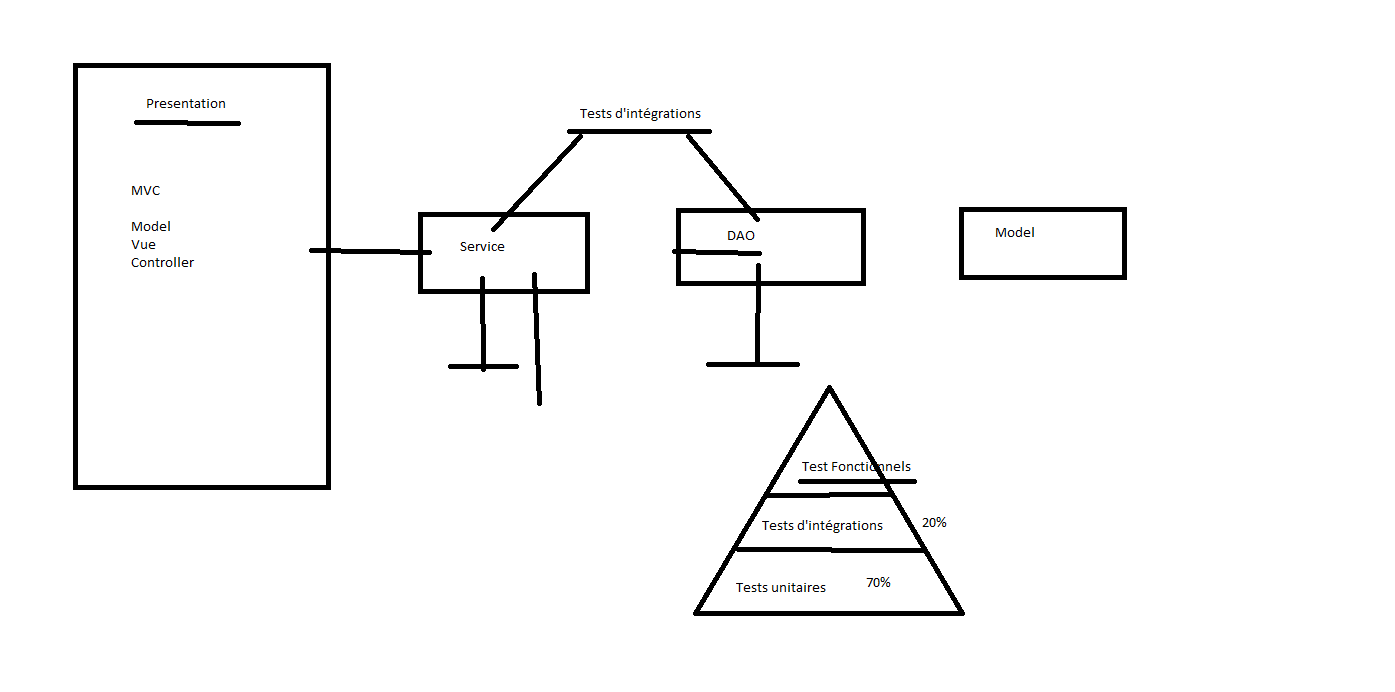 Presentation
MVC
Model
Vue
Controller
Tests d'intégrations
Service
DAO
Model
Test Fonctionnels
Tests d'intégrations
20%
Tests unitaires
70%